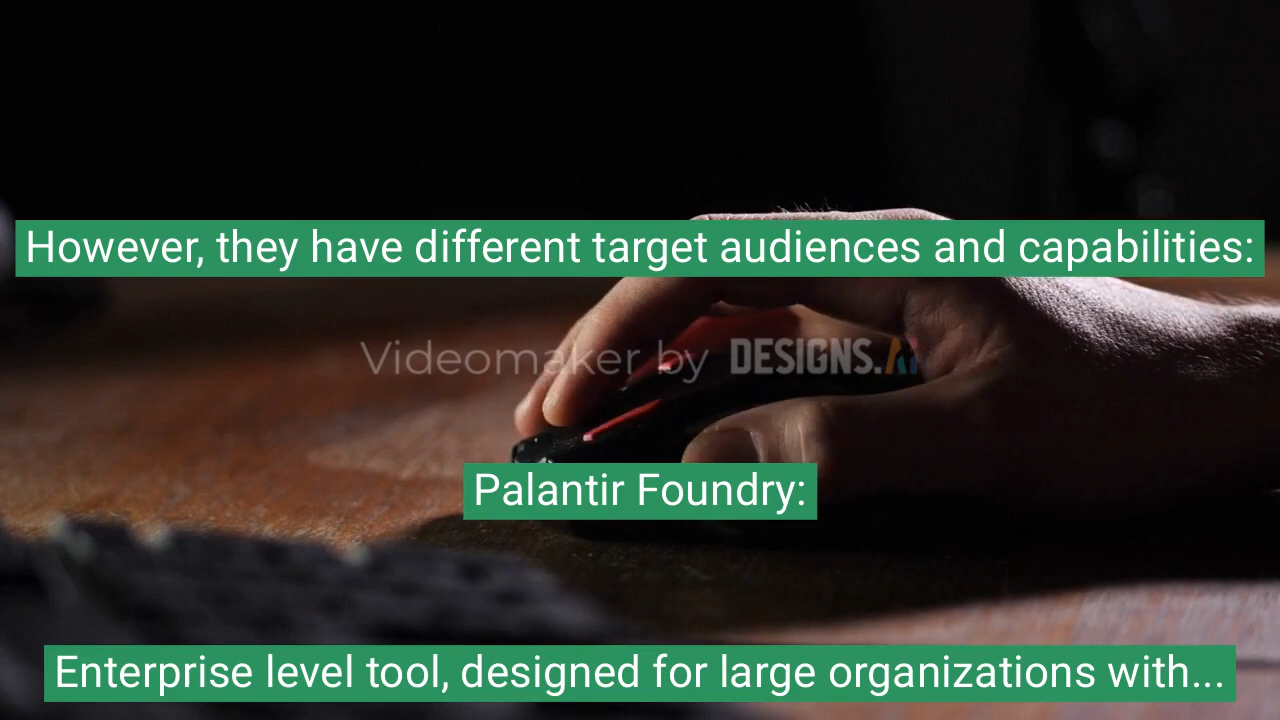 However, they have different target audiences and capabilities:
Videomaker by DESIGNS.AI
Palantir Foundry:
Enterprise level tool, designed for large organizations with...